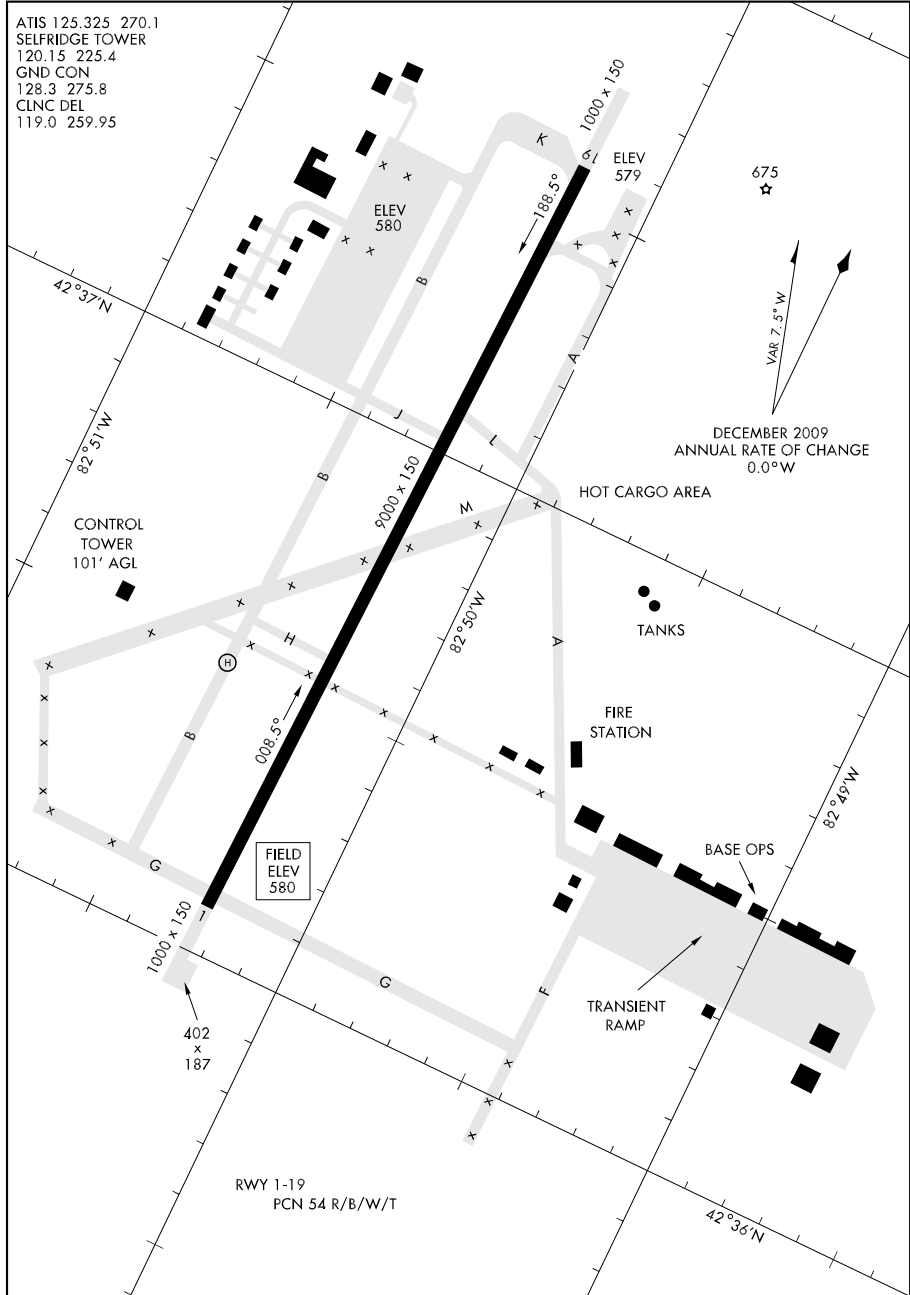 ATIS 125.325 270.1
SELFRIDGE TOWER
120.15 225.4
GND CON
128.3 275.8
CLNC DEL
119.0 259.95
1000 x 150
K
19
ELEV
579
675
188.5°
ELEV
580
B
42°37'N
VAR 7.5° W
A
J
L
DECEMBER 2009
ANNUAL RATE OF CHANGE
0.0°W
82°51'W
B
9000 x 150
HOT CARGO AREA
M
CONTROL
TOWER
101' AGL
82°50'W
TANKS
H
A
H
008.5°
B
FIRE
STATION
82°49'W
BASE OPS
FIELD
ELEV
580
G
1
1000 x 150
G
F
TRANSIENT
RAMP
402
x
187
RWY 1-19
PCN 54 R/B/W/T
42°36'N